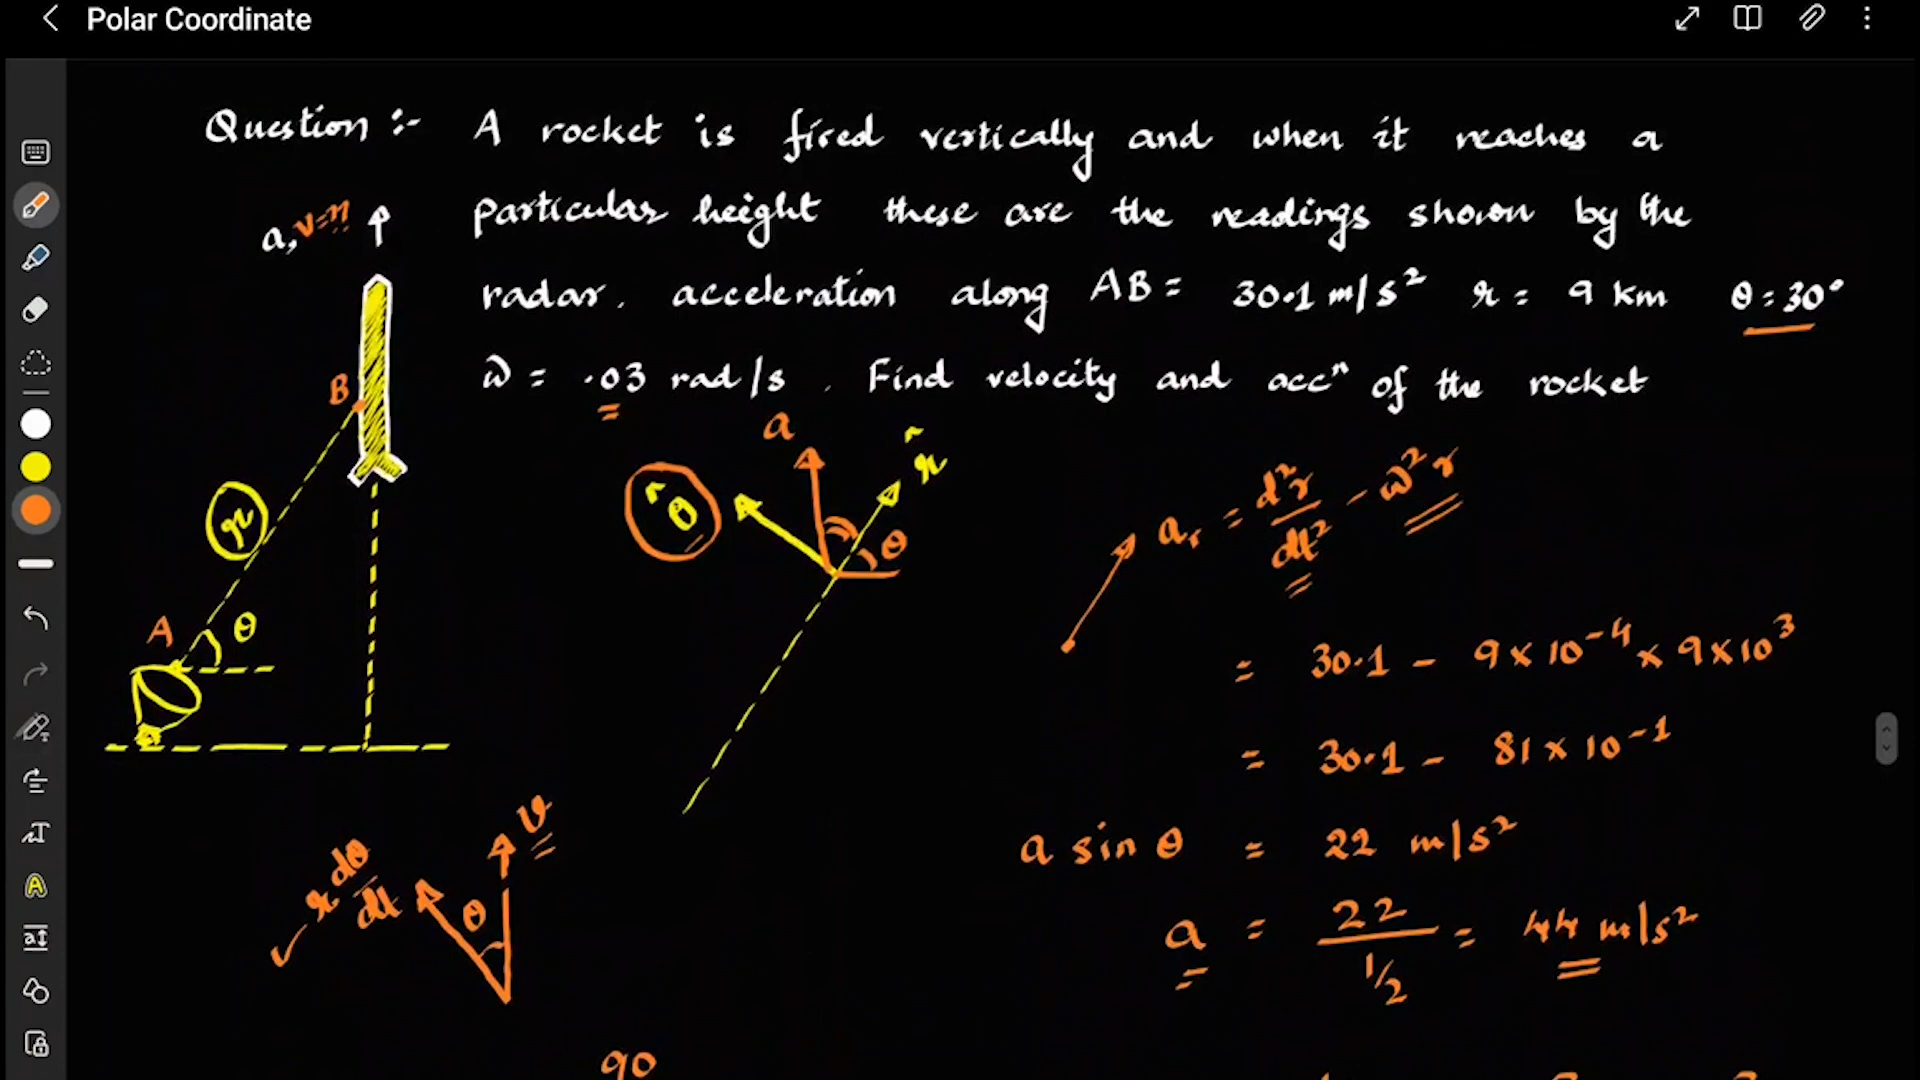 Polar Coordinate
Question :- A rocket is fired vertically and when it reaches a
particular height these are the readings shown by the
radar. acceleration along AB = 30.1 m/s² r = 9 km θ = 30°
ω = .03 rad/s . Find velocity and accⁿ of the rocket
a, v=??
B
r
A
θ
a
r̂
θ̂
θ
aᵣ = d²r/dt² - ω²r
= 30.1 - 9×10⁻⁴ × 9×10³
= 30.1 - 81×10⁻¹
a sin θ = 22 m/s²
a = 22/1/2 = 44 m/s²
v
r dθ/dt
θ
90